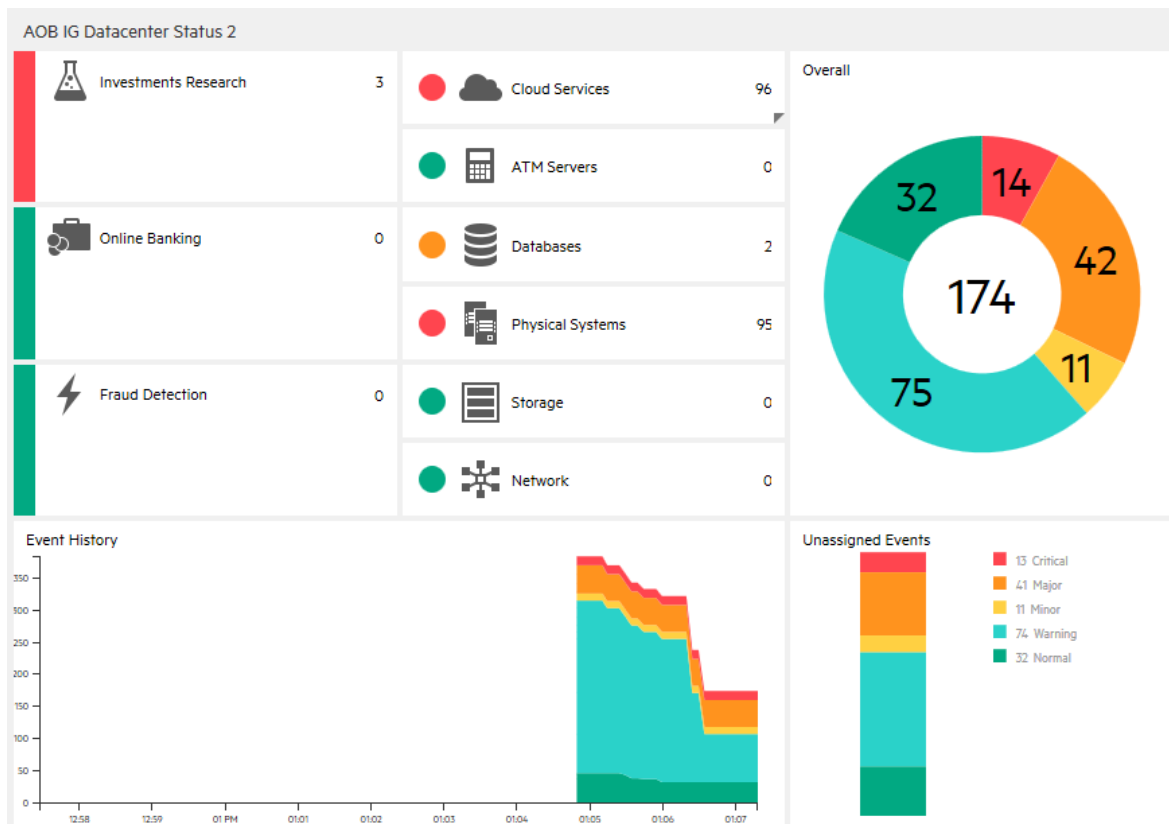 AOB IG Datacenter Status 2
Investments Research 3
Online Banking 0
Fraud Detection 0
Cloud Services 96
ATM Servers 0
Databases 2
Physical Systems 95
Storage 0
Network 0
Overall
14
42
11
75
32
174
Event History
350
300
250
200
150
100
50
0
12:58 12:59 01 PM 01:01 01:02 01:03 01:04 01:05 01:06 01:07
Unassigned Events
13 Critical
41 Major
11 Minor
74 Warning
32 Normal